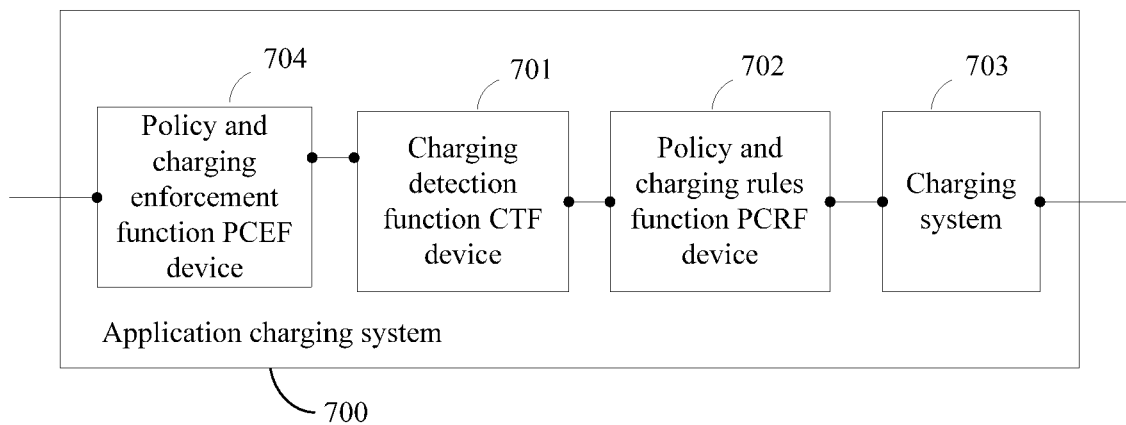 704
701
702
703
Policy and
charging
enforcement
function PCEF
device
Charging
detection
function CTF
device
Policy and
charging rules
function PCRF
device
Charging
system
Application charging system
700